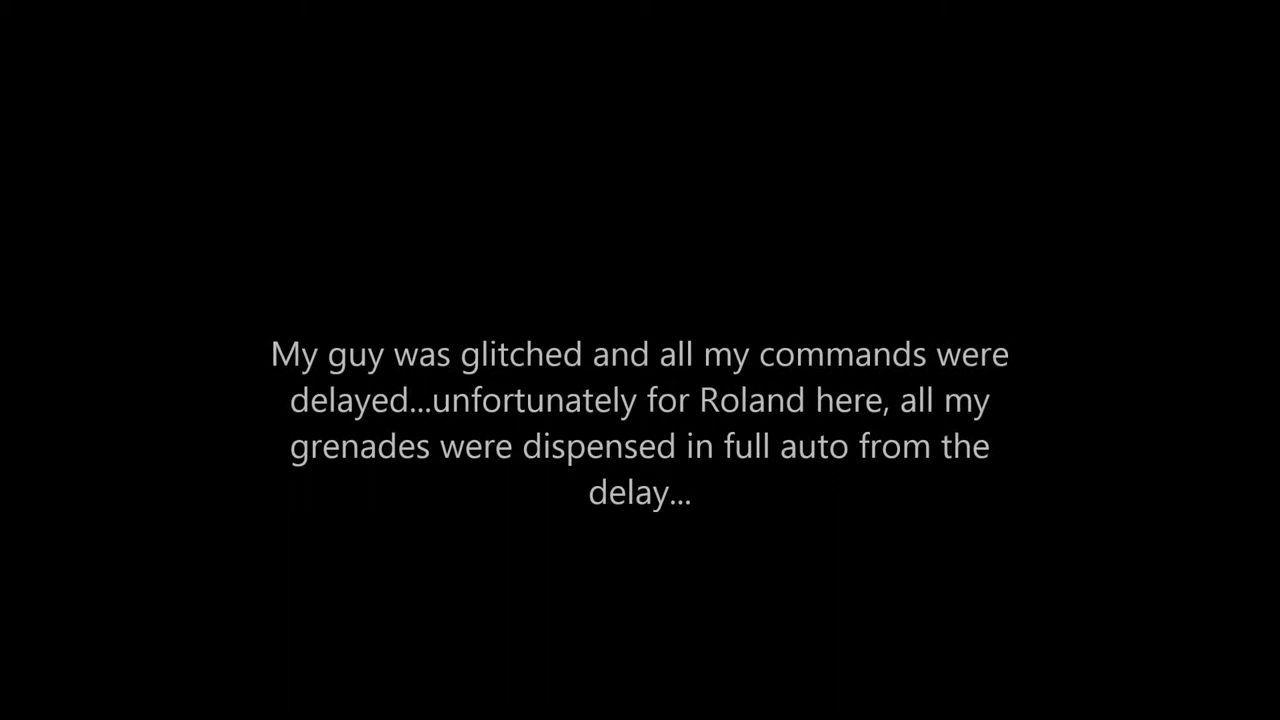 My guy was glitched and all my commands were
delayed...unfortunately for Roland here, all my
grenades were dispensed in full auto from the
delay...